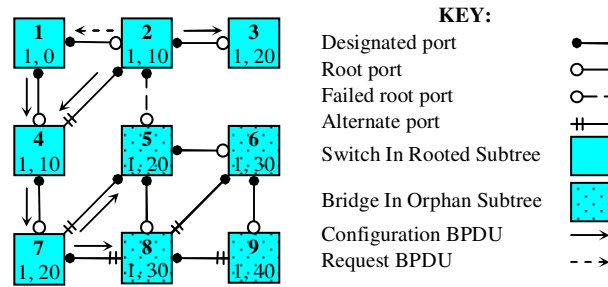 1
1, 0
2
1, 10
3
1, 20
4
1, 10
5
1, 20
6
1, 30
7
1, 20
8
1, 30
9
1, 40
KEY:
Designated port
Root port
Failed root port
Alternate port
Switch In Rooted Subtree
Bridge In Orphan Subtree
Configuration BPDU
Request BPDU